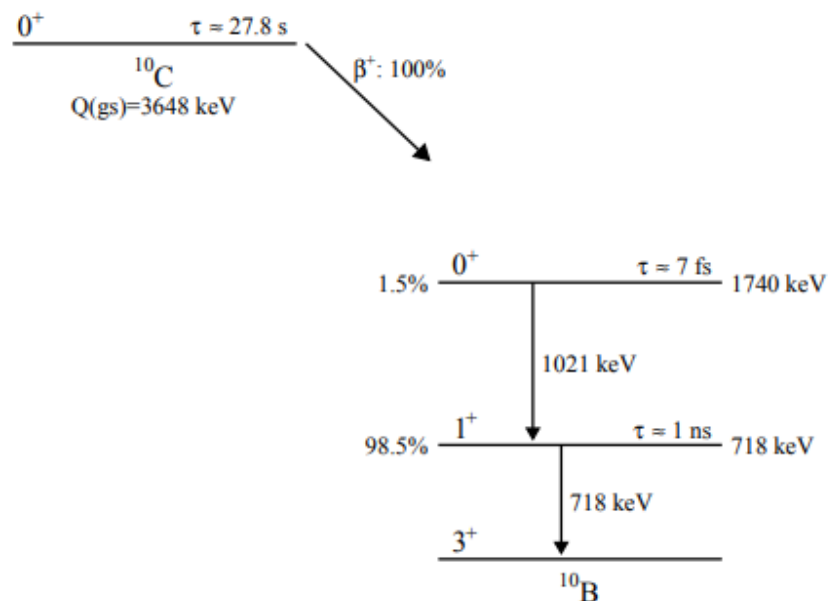 0⁺ τ = 27.8 s
¹⁰C
Q(gs)=3648 keV
β⁺: 100%
1.5% 0⁺ τ = 7 fs 1740 keV
1021 keV
98.5% 1⁺ τ = 1 ns 718 keV
718 keV
3⁺
¹⁰B